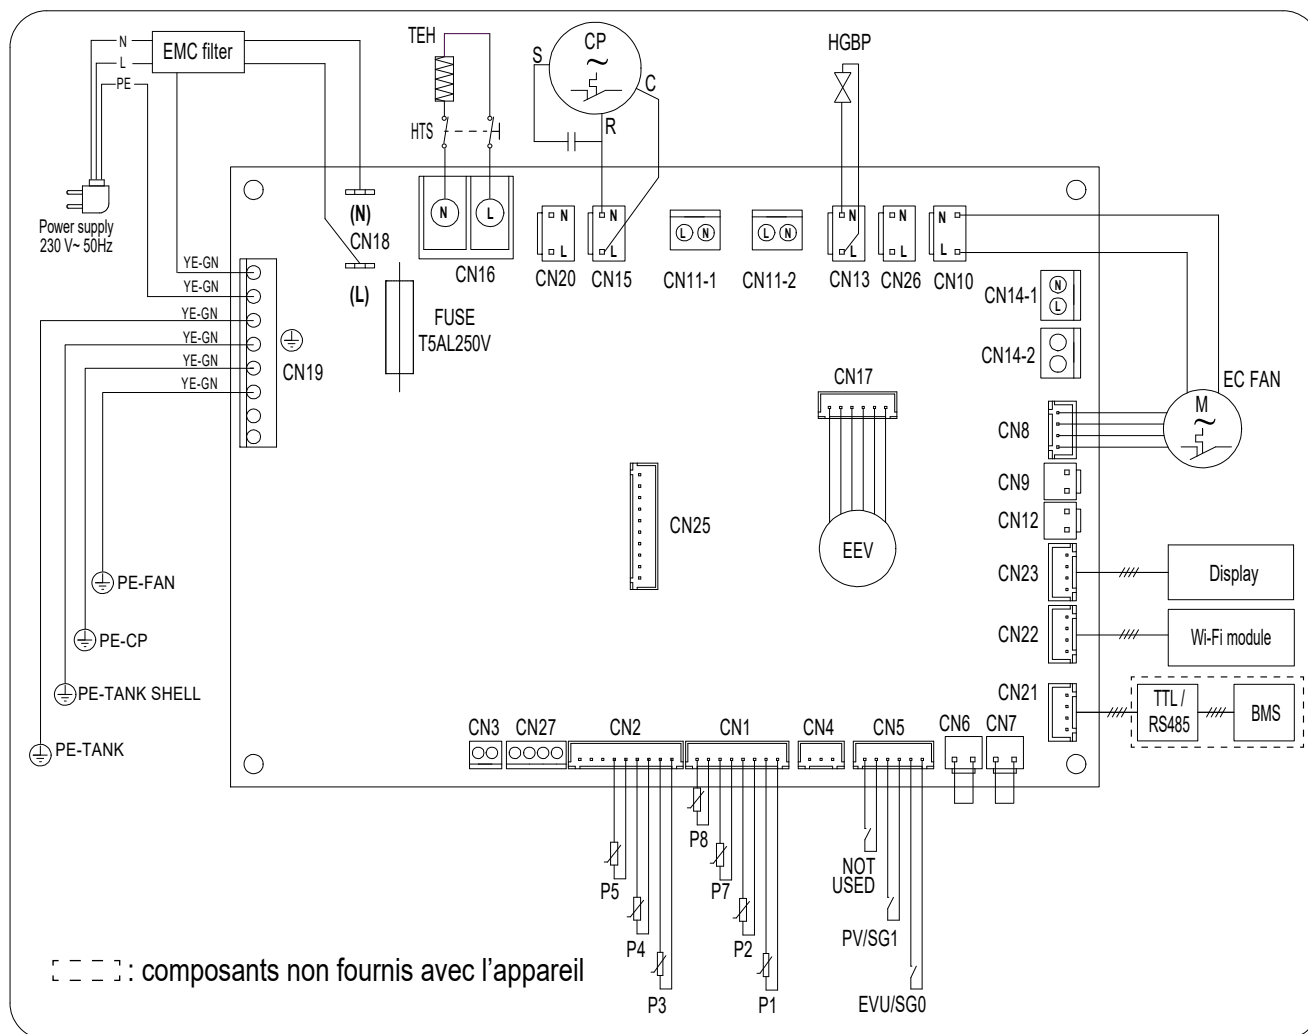 N
L
PE
EMC filter
Power supply
230 V~ 50Hz
TEH
HTS
S
CP
~
C
R
HGBP
(N)
CN18
(L)
N
L
CN16
N
L
CN20
N
L
CN15
L N
CN11-1
L N
CN11-2
N
L
CN13
N
L
CN26
N
L
CN10
N
L
CN14-1
CN14-2
YE-GN
YE-GN
YE-GN
YE-GN
YE-GN
YE-GN
CN19
FUSE
T5AL250V
CN17
EEV
CN25
EC FAN
M
~
CN8
CN9
CN12
CN23
Display
CN22
Wi-Fi module
CN21
TTL /
RS485
BMS
PE-FAN
PE-CP
PE-TANK SHELL
PE-TANK
CN3
CN27
CN2
CN1
CN4
CN5
CN6
CN7
P5
P4
P3
P8
P7
P2
P1
NOT
USED
PV/SG1
EVU/SG0
: composants non fournis avec l’appareil